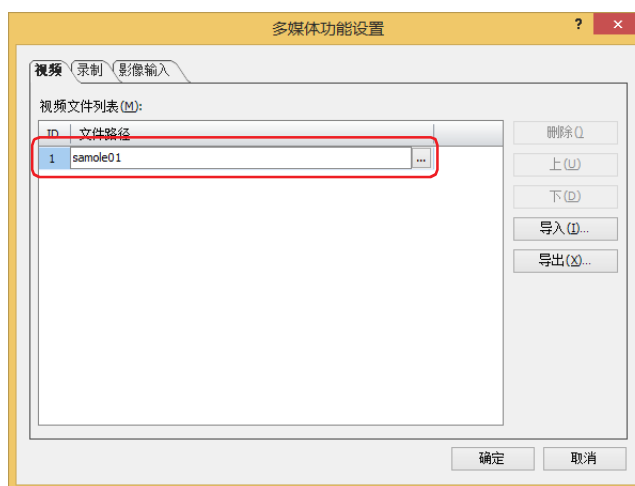 多媒体功能设置 ? ×
视频 录制 影像输入
视频文件列表(M):
ID 文件路径
1 samole01 ...
删除()
上(U)
下(D)
导入(I)...
导出(X)...
确定 取消